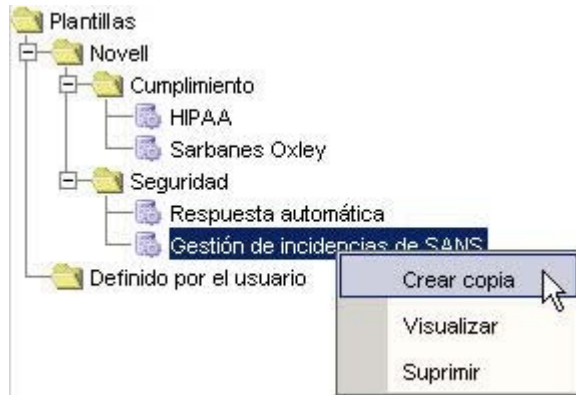 Plantillas
Novell
Cumplimiento
HIPAA
Sarbanes Oxley
Seguridad
Respuesta automática
Gestión de incidencias de SANS
Definido por el usuario
Crear copia
Visualizar
Suprimir